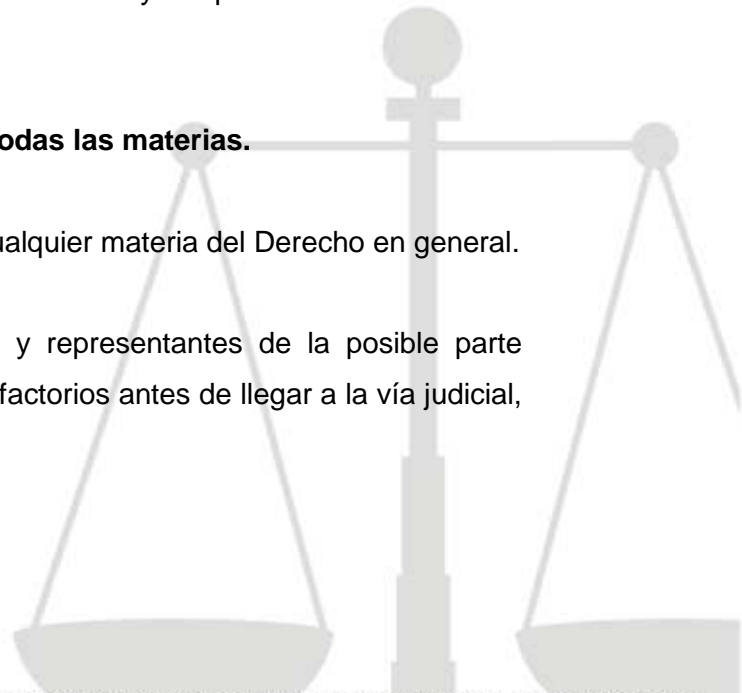 odas las materias.
ualquier materia del Derecho en general.
y representantes de la posible parte
factorios antes de llegar a la vía judicial,